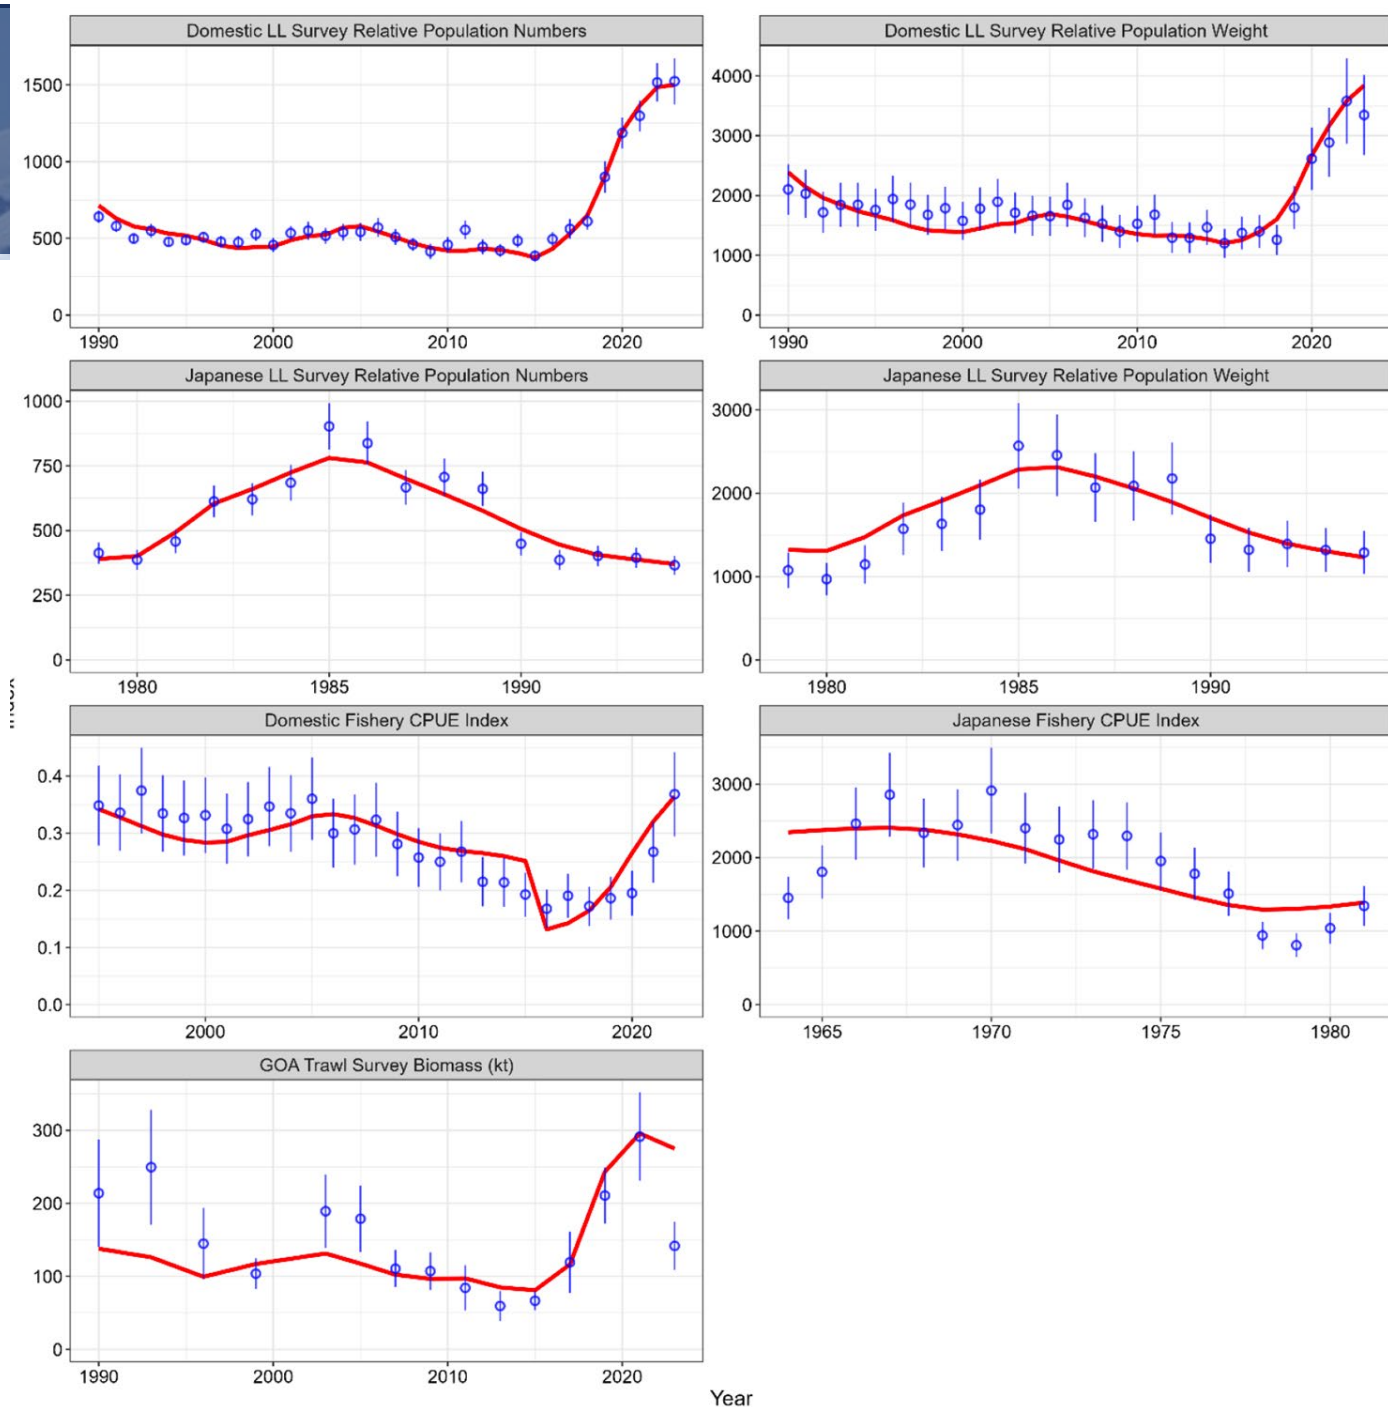 Domestic LL Survey Relative Population Numbers
Domestic LL Survey Relative Population Weight
1500
1000
500
0
1990 2000 2010 2020
4000
3000
2000
1000
0
1990 2000 2010 2020
Japanese LL Survey Relative Population Numbers
Japanese LL Survey Relative Population Weight
1000
750
500
250
0
1980 1985 1990
3000
2000
1000
0
1980 1985 1990
Domestic Fishery CPUE Index
Japanese Fishery CPUE Index
0.4
0.3
0.2
0.1
0.0
2000 2010 2020
3000
2000
1000
0
1965 1970 1975 1980
GOA Trawl Survey Biomass (kt)
300
200
100
0
1990 2000 2010 2020
Year